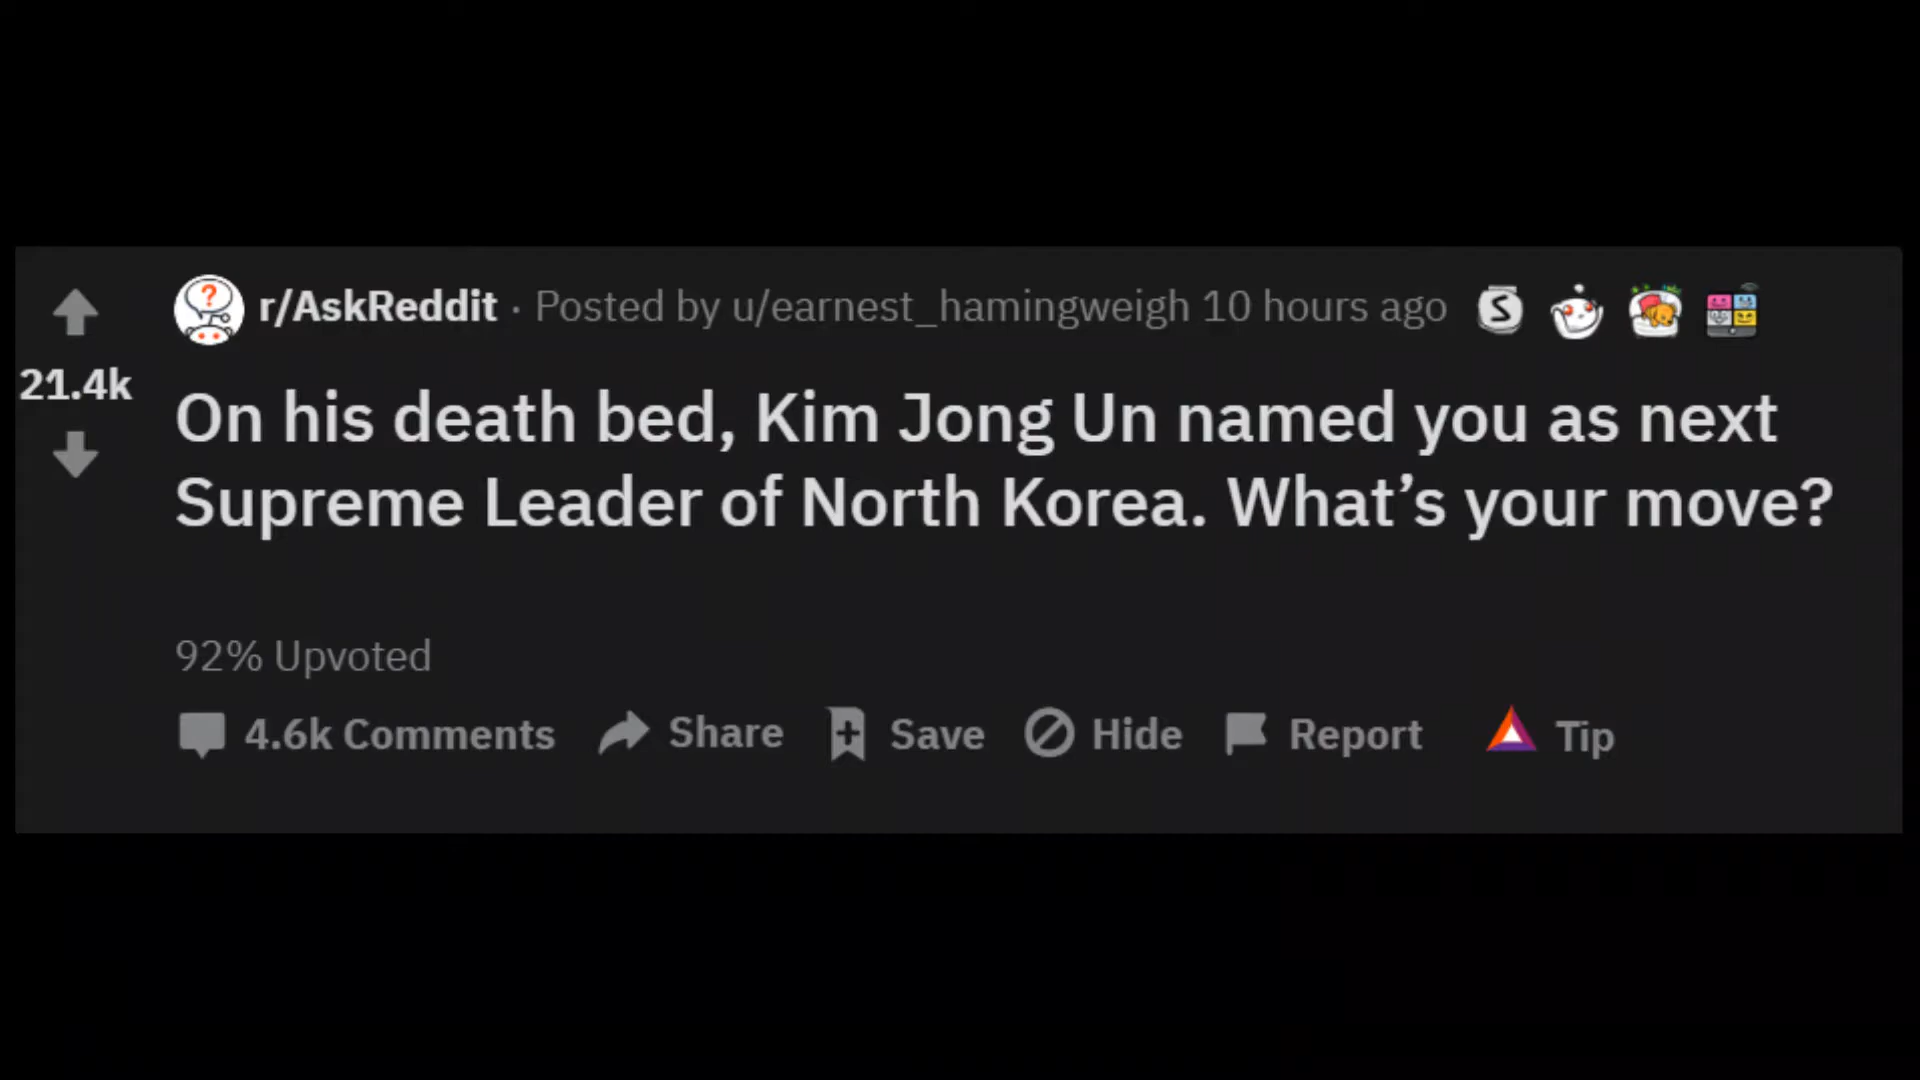 r/AskReddit · Posted by u/earnest_hamingweigh 10 hours ago
21.4k
On his death bed, Kim Jong Un named you as next
Supreme Leader of North Korea. What’s your move?
92% Upvoted
4.6k Comments Share Save Hide Report Tip